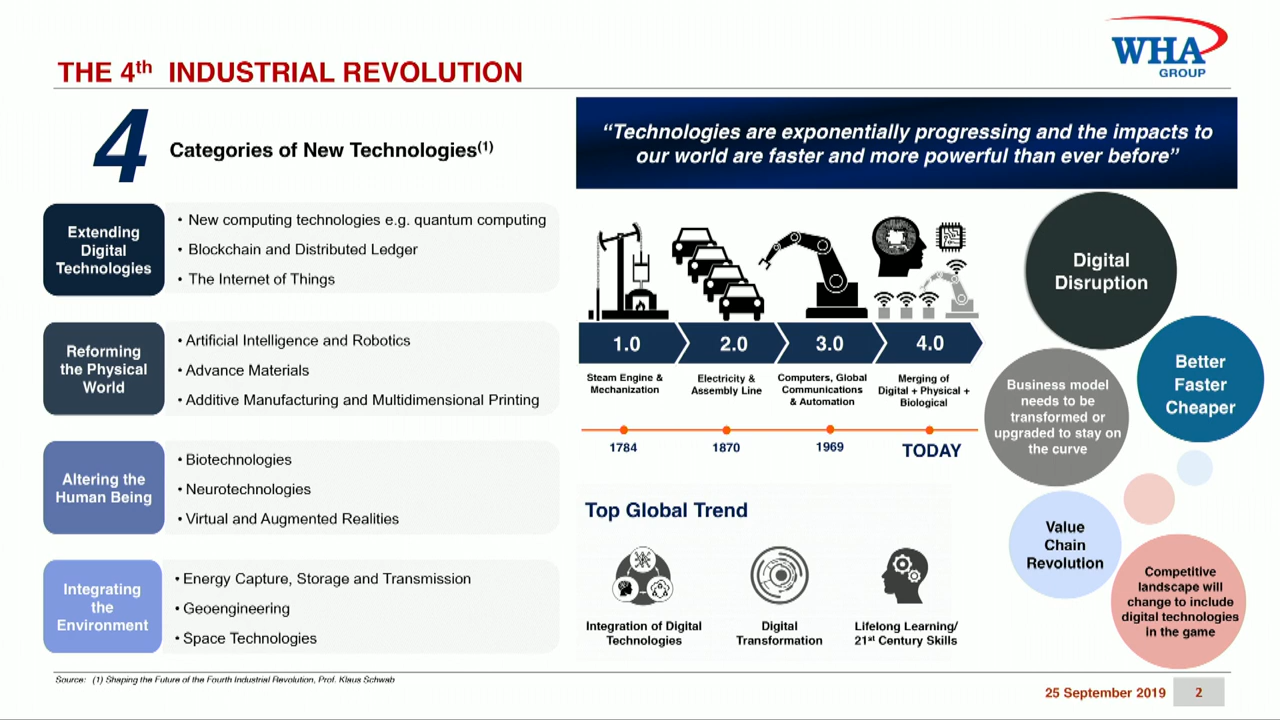 THE 4th INDUSTRIAL REVOLUTION
WHA
GROUP
4 Categories of New Technologies(1)
Extending
Digital
Technologies
• New computing technologies e.g. quantum computing
• Blockchain and Distributed Ledger
• The Internet of Things
Reforming
the Physical
World
• Artificial Intelligence and Robotics
• Advance Materials
• Additive Manufacturing and Multidimensional Printing
Altering the
Human Being
• Biotechnologies
• Neurotechnologies
• Virtual and Augmented Realities
Integrating
the
Environment
• Energy Capture, Storage and Transmission
• Geoengineering
• Space Technologies
“Technologies are exponentially progressing and the impacts to
our world are faster and more powerful than ever before”
1.0
2.0
3.0
4.0
Steam Engine &
Mechanization
Electricity &
Assembly Line
Computers, Global
Communications
& Automation
Merging of
Digital + Physical +
Biological
1784
1870
1969
TODAY
Top Global Trend
Integration of Digital
Technologies
Digital
Transformation
Lifelong Learning/
21st Century Skills
Digital
Disruption
Better
Faster
Cheaper
Business model
needs to be
transformed or
upgraded to stay on
the curve
Value
Chain
Revolution
Competitive
landscape will
change to include
digital technologies
in the game
Source: (1) Shaping the Future of the Fourth Industrial Revolution, Prof. Klaus Schwab
25 September 2019
2